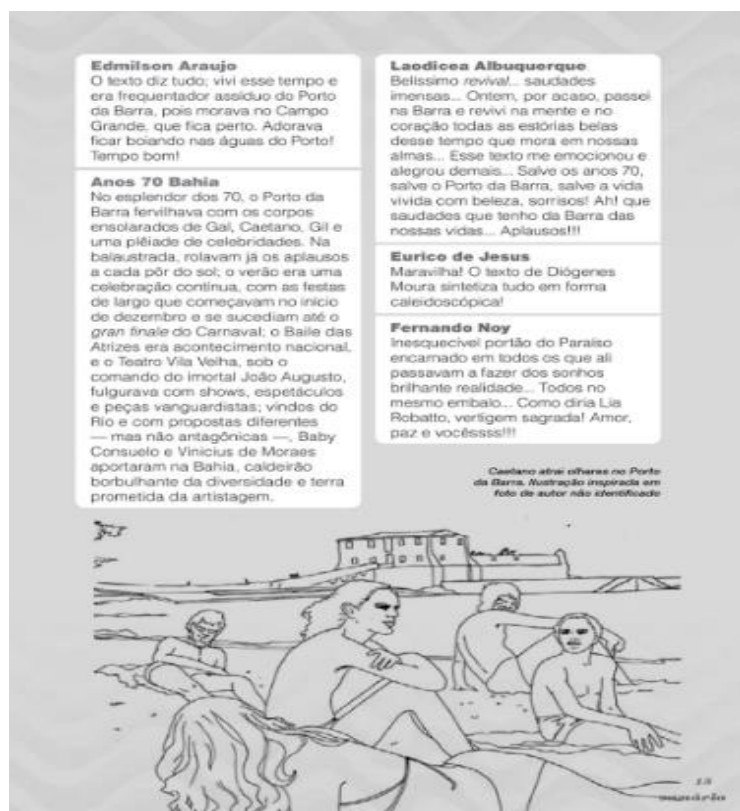 Edmilson Araujo
O texto diz tudo; vivi esse tempo e
era frequentador assíduo do Porto
da Barra, pois morava no Campo
Grande, que fica perto. Adorava
ficar boiando nas águas do Porto!
Tempo bom!
Anos 70 Bahia
No esplendor dos 70, o Porto da
Barra fervilhava com os corpos
ensolarados de Gal, Caetano, Gil e
uma plêiade de celebridades. Na
balaustrada, rolavam já os aplausos
a cada pôr do sol; o verão era uma
celebração contínua, com as festas
de largo que começavam no início
de dezembro e se sucediam até o
gran finale do Carnaval; o Baile das
Atrizes era acontecimento nacional,
e o Teatro Vila Velha, sob o
comando do imortal João Augusto,
fulgurava com shows, espetáculos
e peças vanguardistas; vindos do
Rio e com propostas diferentes
— mas não antagônicas —, Baby
Consuelo e Vinicius de Moraes
aportaram na Bahia, caldeirão
borbulhante da diversidade e terra
prometida da artistagem.
Laodicea Albuquerque
Belíssimo revival... saudades
imensas... Ontem, por acaso, passei
na Barra e revivi na mente e no
coração todas as estórias belas
desse tempo que mora em nossas
almas... Esse texto me emocionou e
alegrou demais... Salve os anos 70,
salve o Porto da Barra, salve a vida
vivida com beleza, sorrisos! Ah! que
saudades que tenho da Barra das
nossas vidas... Aplausos!!!
Eurico de Jesus
Maravilha! O texto de Diógenes
Moura sintetiza tudo em forma
caleidoscópica!
Fernando Noy
Inesquecível portão do Paraíso
encarnado em todos os que ali
passavam a fazer dos sonhos
brilhante realidade... Todos no
mesmo embalo... Como diria Lia
Robatto, vertigem sagrada! Amor,
paz e vocêssss!!!
Caetano atrai olhares no Porto
da Barra. Ilustração inspirada em
foto de autor não identificado